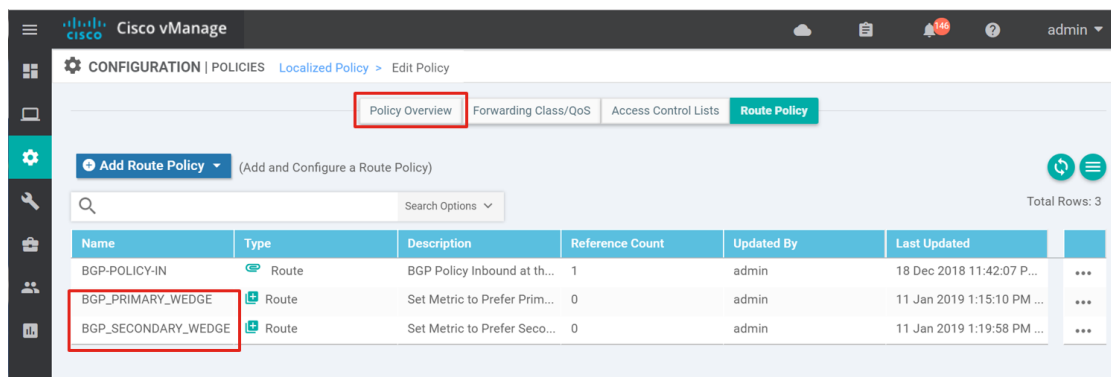 CISCO Cisco vManage 146 admin
CONFIGURATION | POLICIES Localized Policy > Edit Policy
Policy Overview Forwarding Class/QoS Access Control Lists Route Policy
Add Route Policy (Add and Configure a Route Policy)
Search Options Total Rows: 3
Name Type Description Reference Count Updated By Last Updated
BGP-POLICY-IN Route BGP Policy Inbound at th... 1 admin 18 Dec 2018 11:42:07 P... •••
BGP_PRIMARY_WEDGE Route Set Metric to Prefer Prim... 0 admin 11 Jan 2019 1:15:10 PM ... •••
BGP_SECONDARY_WEDGE Route Set Metric to Prefer Seco... 0 admin 11 Jan 2019 1:19:58 PM ... •••